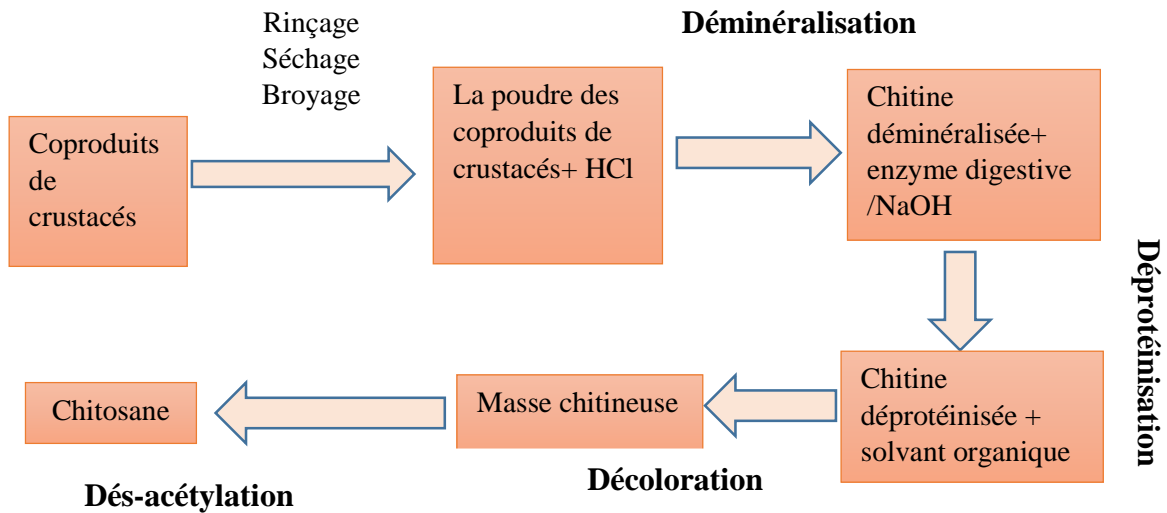 Rinçage
Séchage
Broyage
Déminéralisation
Coproduits
de
crustacés
La poudre des
coproduits de
crustacés+ HCl
Chitine
déminéralisée+
enzyme digestive
/NaOH
Déprotéinisation
Chitine
déprotéinisée +
solvant organique
Décoloration
Masse chitineuse
Dés-acétylation
Chitosane